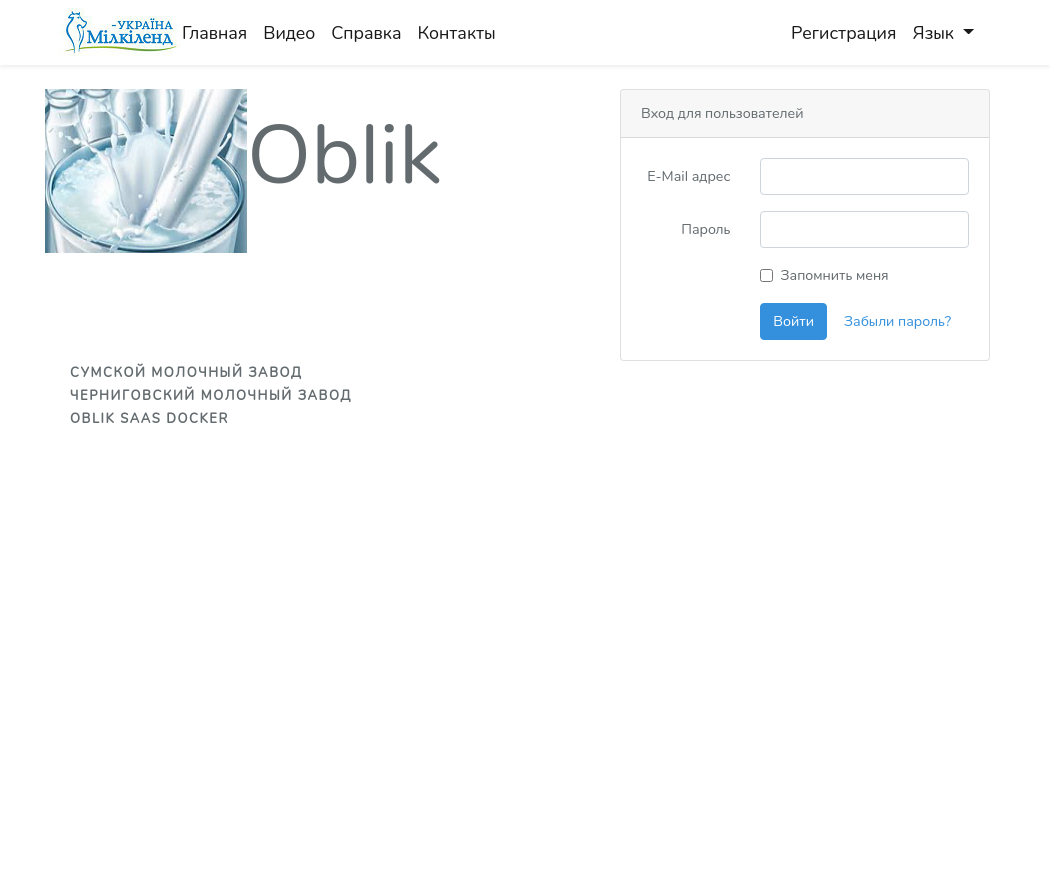 -УКРАЇНА
Мілкіленд
Главная Видео Справка Контакты Регистрация Язык
Oblik
Вход для пользователей
E-Mail адрес
Пароль
Запомнить меня
Войти Забыли пароль?
СУМСКОЙ МОЛОЧНЫЙ ЗАВОД
ЧЕРНИГОВСКИЙ МОЛОЧНЫЙ ЗАВОД
OBLIK SAAS DOCKER